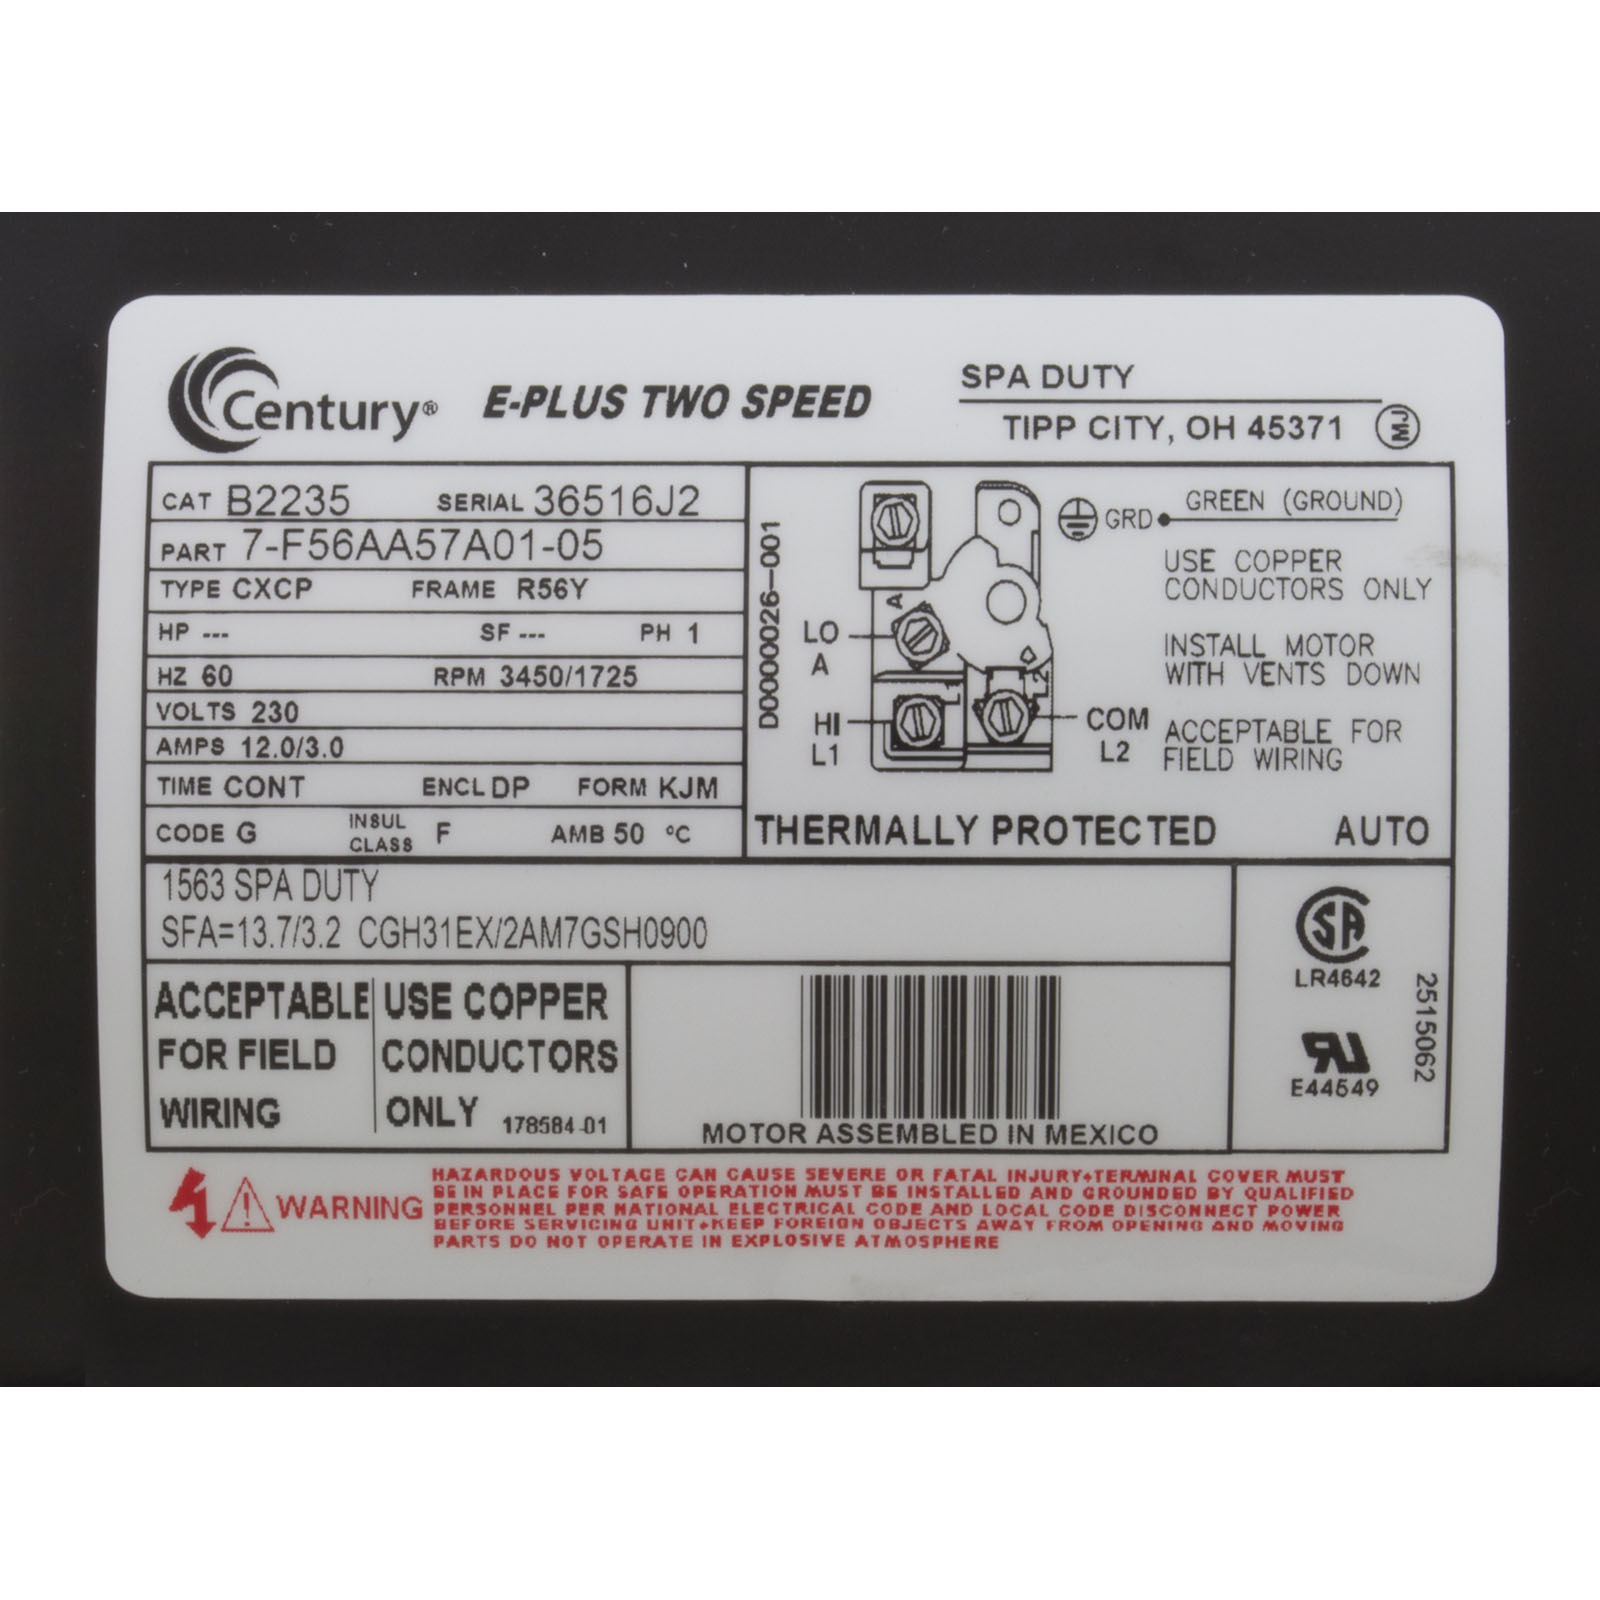 Century®
E-PLUS TWO SPEED
SPA DUTY
TIPP CITY, OH 45371
MJ
CAT B2235 SERIAL 36516J2
PART 7-F56AA57A01-05
TYPE CXCP FRAME R56Y
HP --- SF --- PH 1
HZ 60 RPM 3450/1725
VOLTS 230
AMPS 12.0/3.0
TIME CONT ENCL DP FORM KJM
CODE G INSUL CLASS F AMB 50 °C
D0000026-001
A
LO
A
L1
L2
HI
L1
COM
L2
GRD
GREEN (GROUND)
USE COPPER
CONDUCTORS ONLY
INSTALL MOTOR
WITH VENTS DOWN
ACCEPTABLE FOR
FIELD WIRING
THERMALLY PROTECTED AUTO
1563 SPA DUTY
SFA=13.7/3.2 CGH31EX/2AM7GSH0900
ACCEPTABLE
FOR FIELD
WIRING
USE COPPER
CONDUCTORS
ONLY 178584-01
MOTOR ASSEMBLED IN MEXICO
SA
LR4642
RU
E44549
2515062
WARNING
HAZARDOUS VOLTAGE CAN CAUSE SEVERE OR FATAL INJURY•TERMINAL COVER MUST
BE IN PLACE FOR SAFE OPERATION MUST BE INSTALLED AND GROUNDED BY QUALIFIED
PERSONNEL PER NATIONAL ELECTRICAL CODE AND LOCAL CODE DISCONNECT POWER
BEFORE SERVICING UNIT•KEEP FOREIGN OBJECTS AWAY FROM OPENING AND MOVING
PARTS DO NOT OPERATE IN EXPLOSIVE ATMOSPHERE